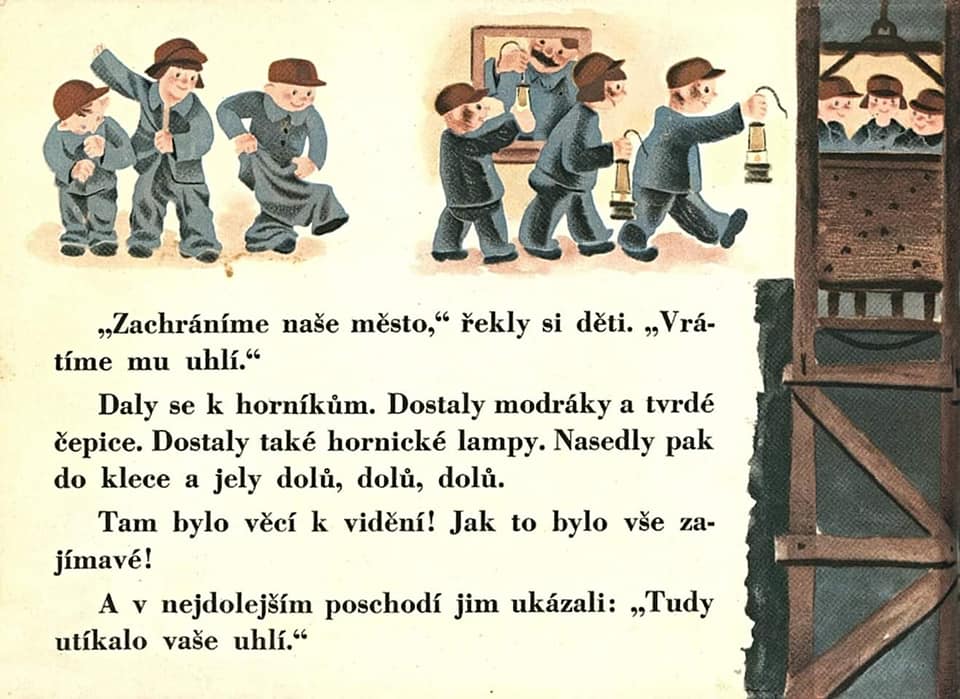 „Zachráníme naše město,“ řekly si děti. „Vrá-
tíme mu uhlí.“
Daly se k horníkům. Dostaly modráky a tvrdé
čepice. Dostaly také hornické lampy. Nasedly pak
do klece a jely dolů, dolů, dolů.
Tam bylo věcí k vidění! Jak to bylo vše za-
jímavé!
A v nejdolejším poschodí jim ukázali: „Tudy
utíkalo vaše uhlí.“